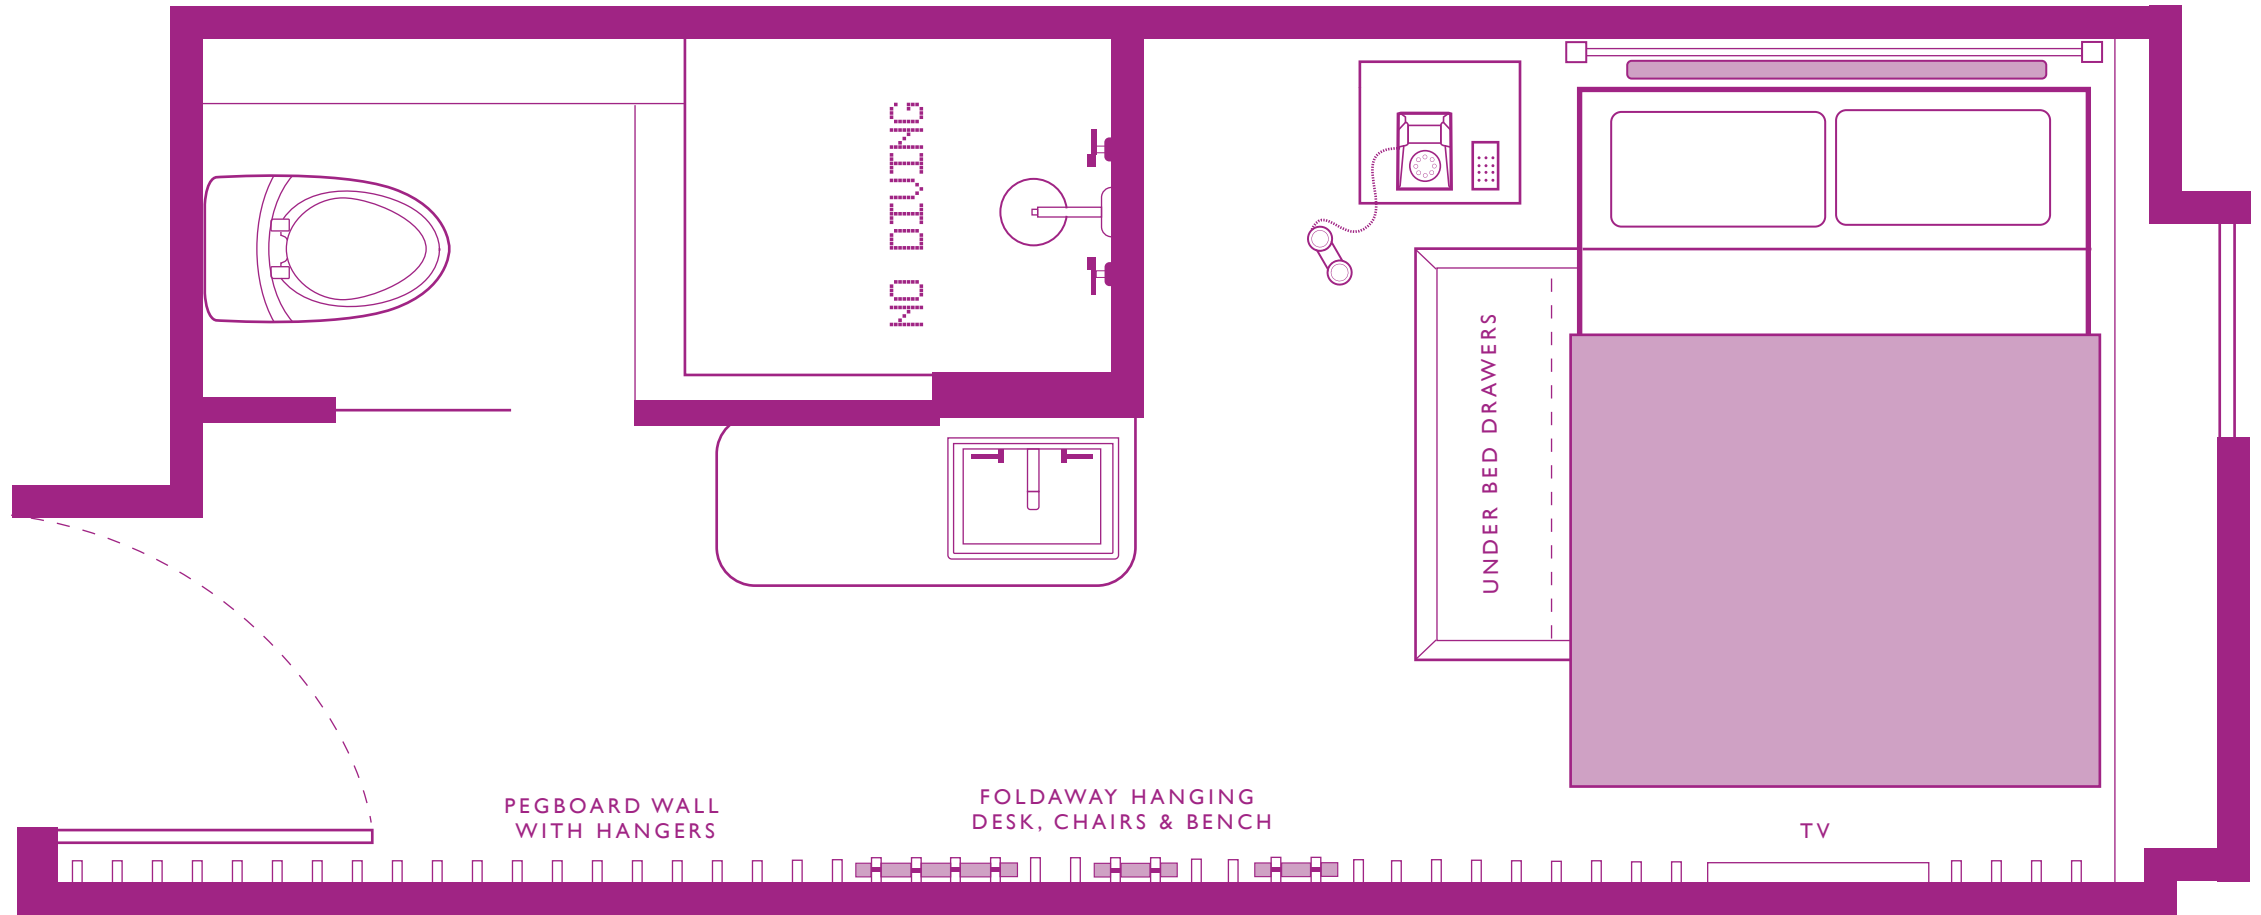 NO DIVING
UNDER BED DRAWERS
PEGBOARD WALL
WITH HANGERS
FOLDAWAY HANGING
DESK, CHAIRS & BENCH
TV